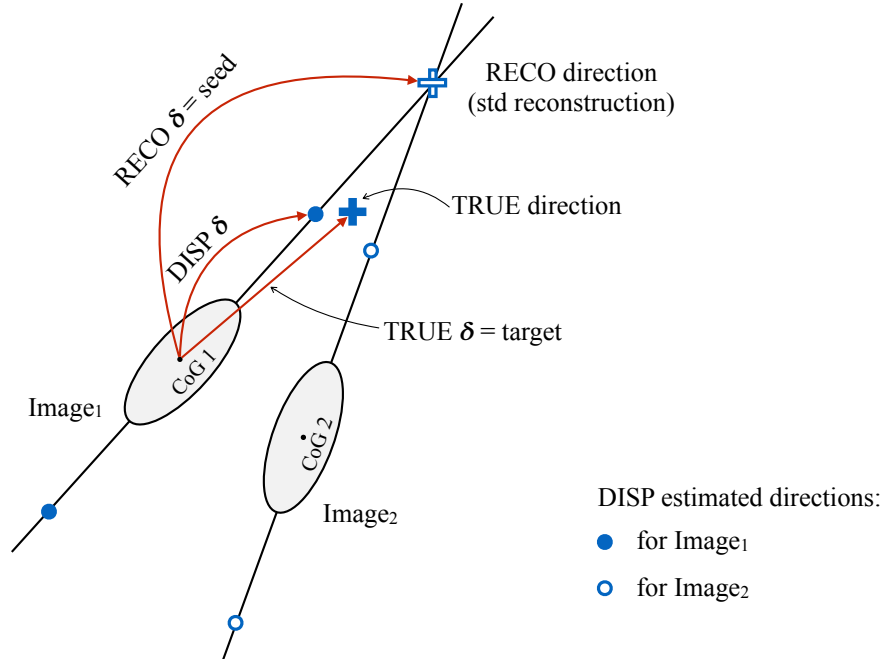 RECO direction
(std reconstruction)
RECO δ = seed
DISP δ
TRUE direction
TRUE δ = target
CoG 1
Image₁
CoG 2
Image₂
DISP estimated directions:
for Image₁
for Image₂